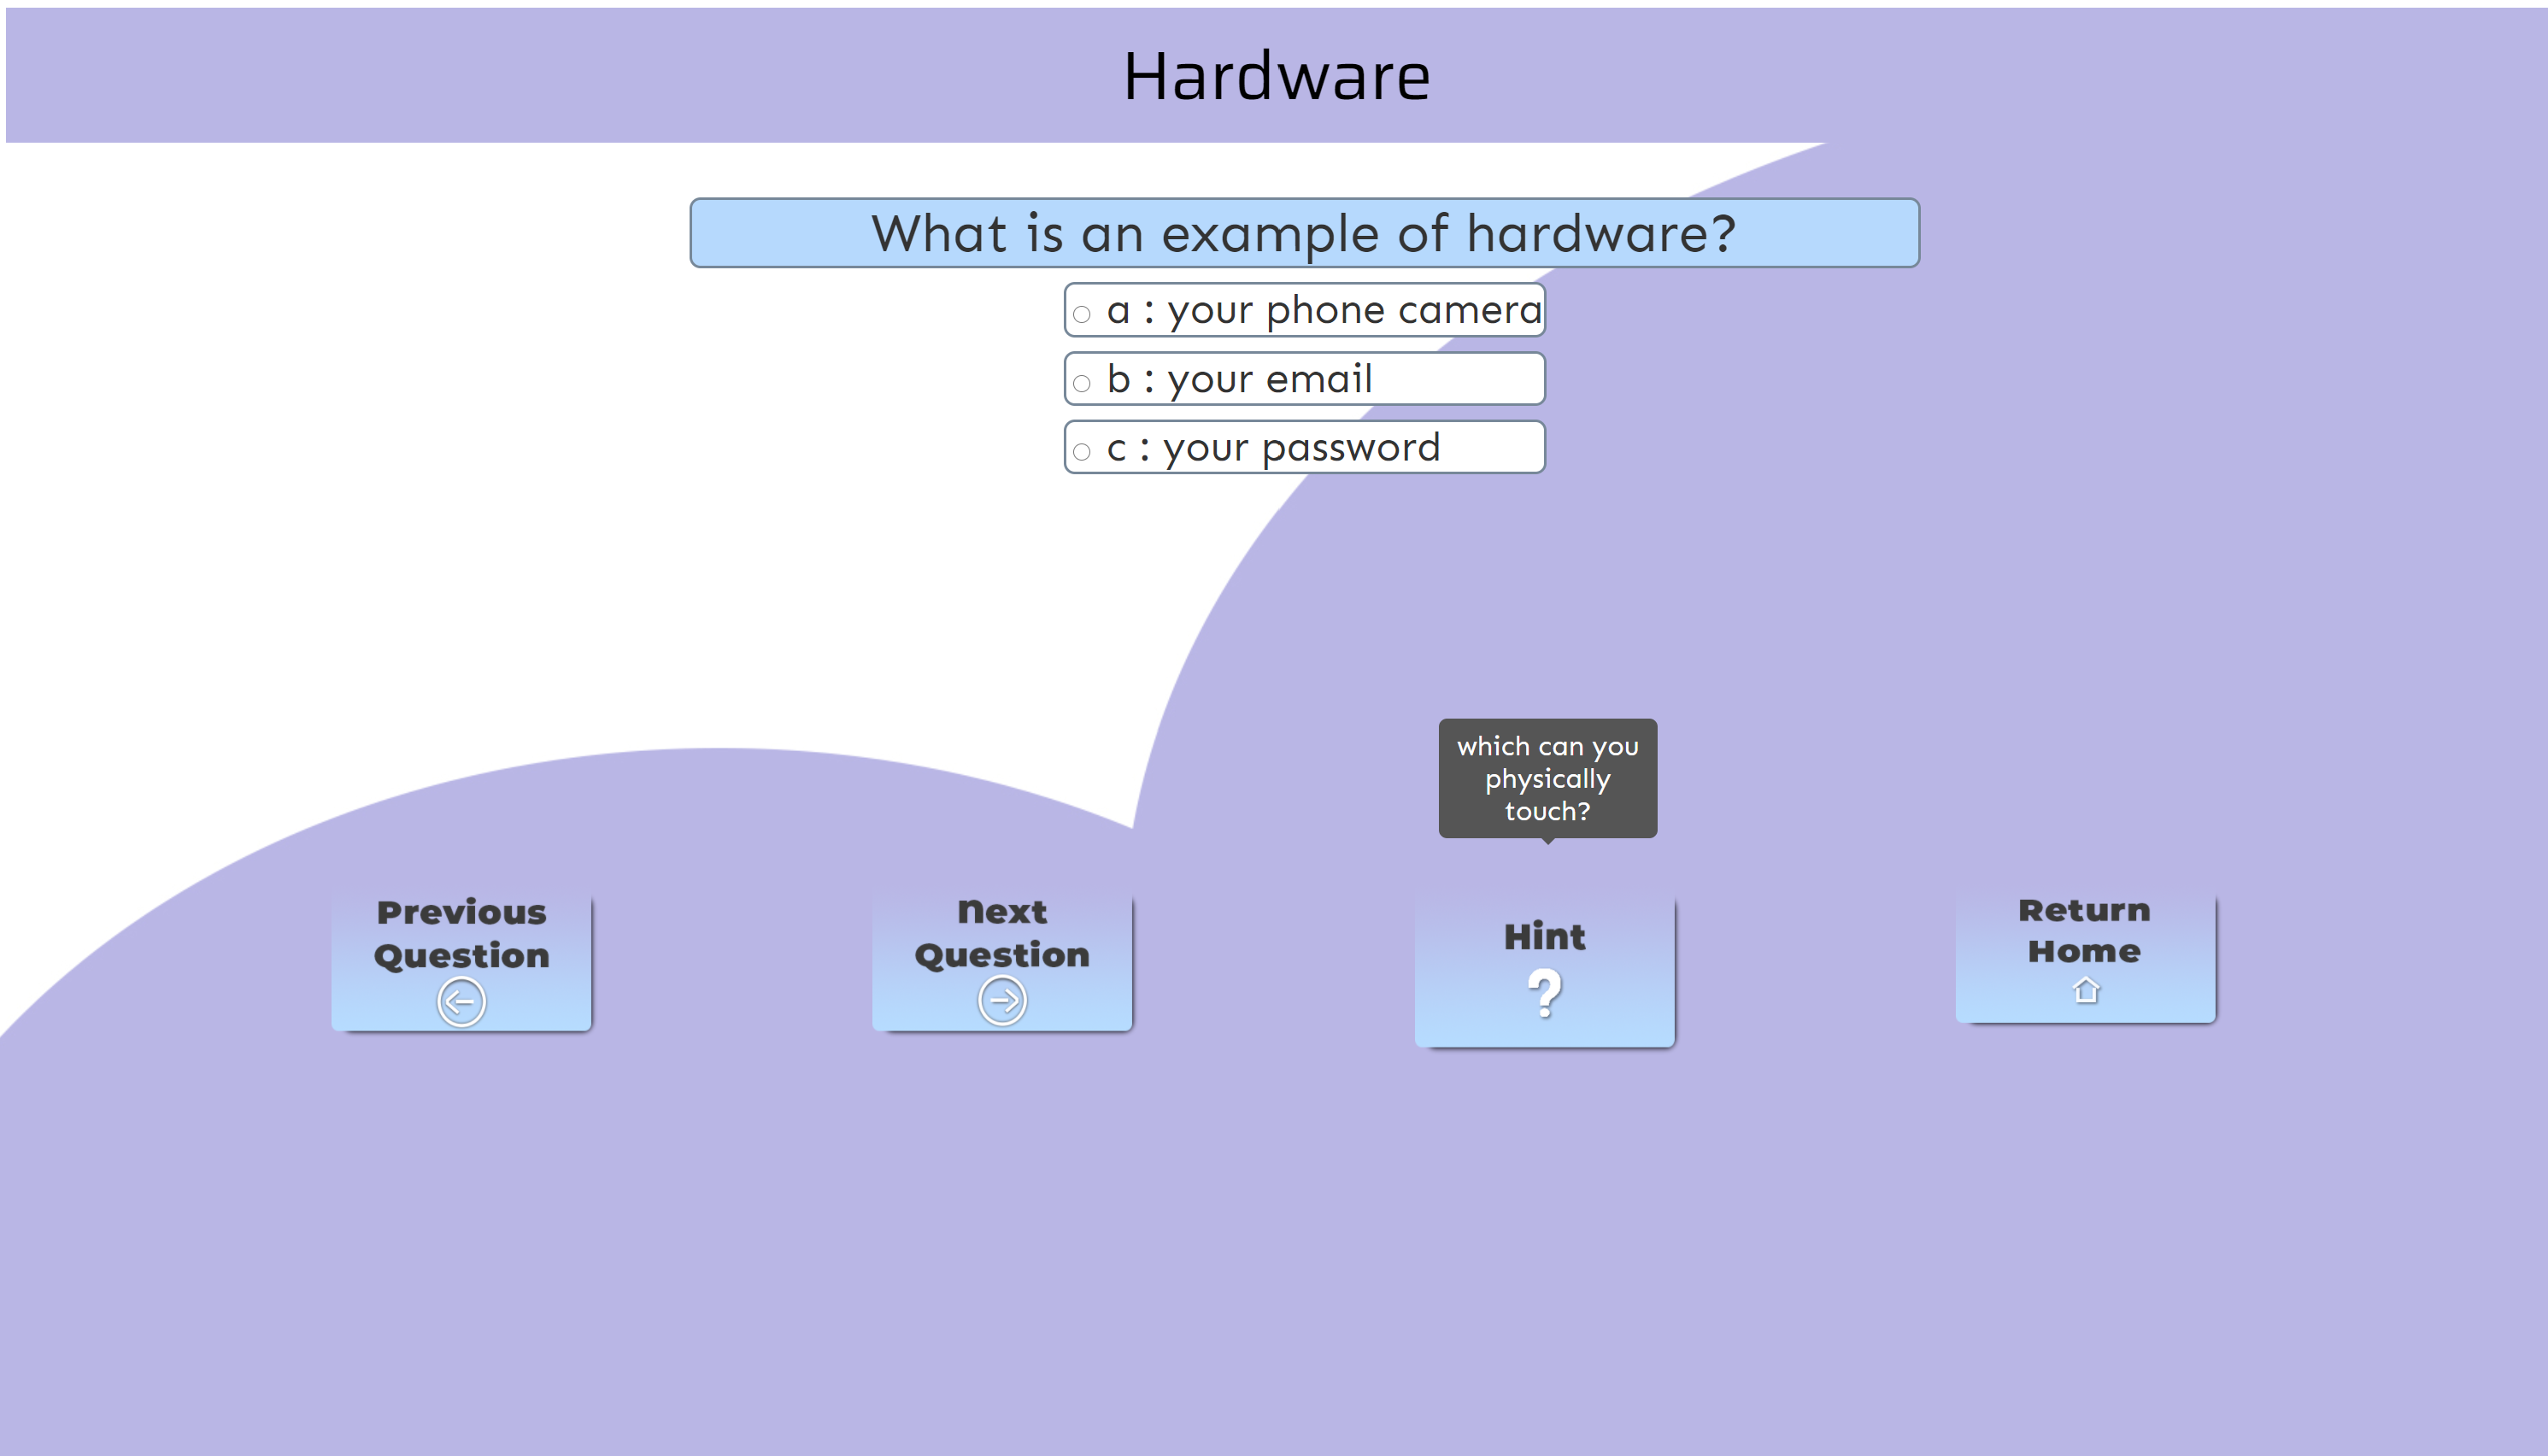 Hardware
What is an example of hardware?
a : your phone camera
b : your email
c : your password
which can you
physically
touch?
Previous
Question
Next
Question
Hint
?
Return
Home